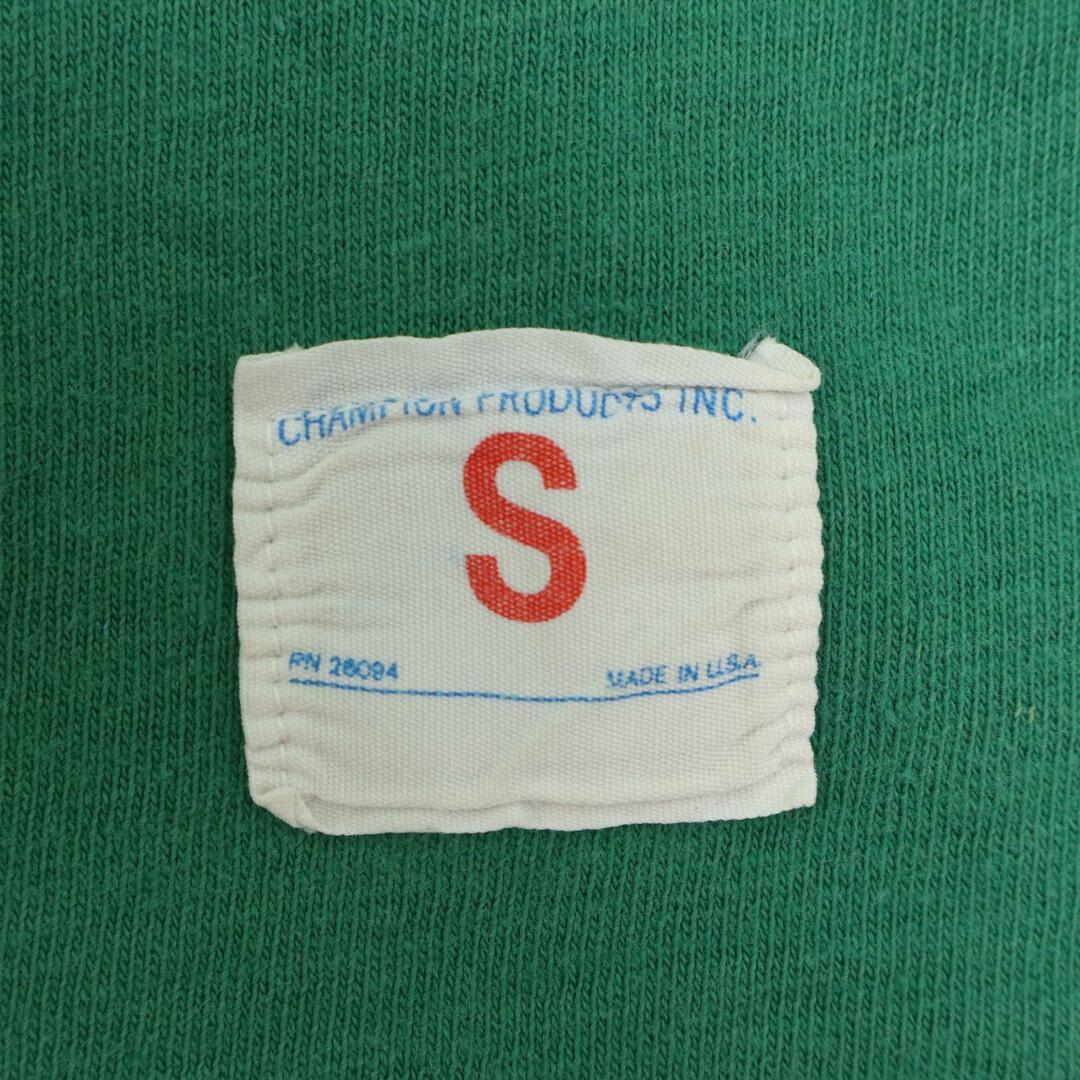 CHAMPION PRODUCTS INC.
S
RN 26094 MADE IN U.S.A.